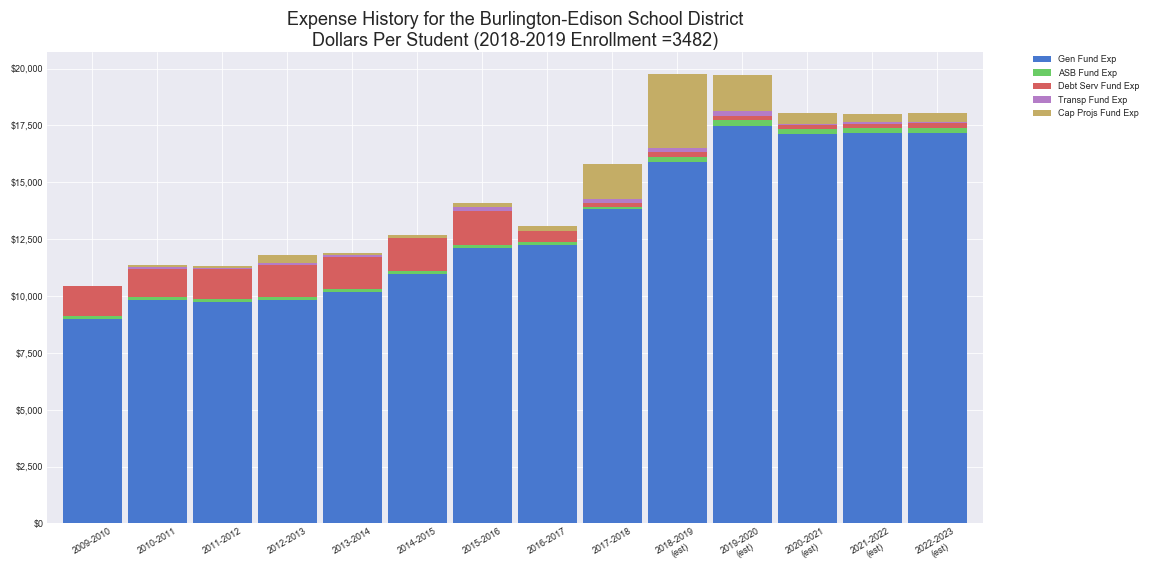 Expense History for the Burlington-Edison School District
Dollars Per Student (2018-2019 Enrollment =3482)
$20,000
$17,500
$15,000
$12,500
$10,000
$7,500
$5,000
$2,500
$0
2009-2010
2010-2011
2011-2012
2012-2013
2013-2014
2014-2015
2015-2016
2016-2017
2017-2018
2018-2019
(est)
2019-2020
(est)
2020-2021
(est)
2021-2022
(est)
2022-2023
(est)
Gen Fund Exp
ASB Fund Exp
Debt Serv Fund Exp
Transp Fund Exp
Cap Projs Fund Exp